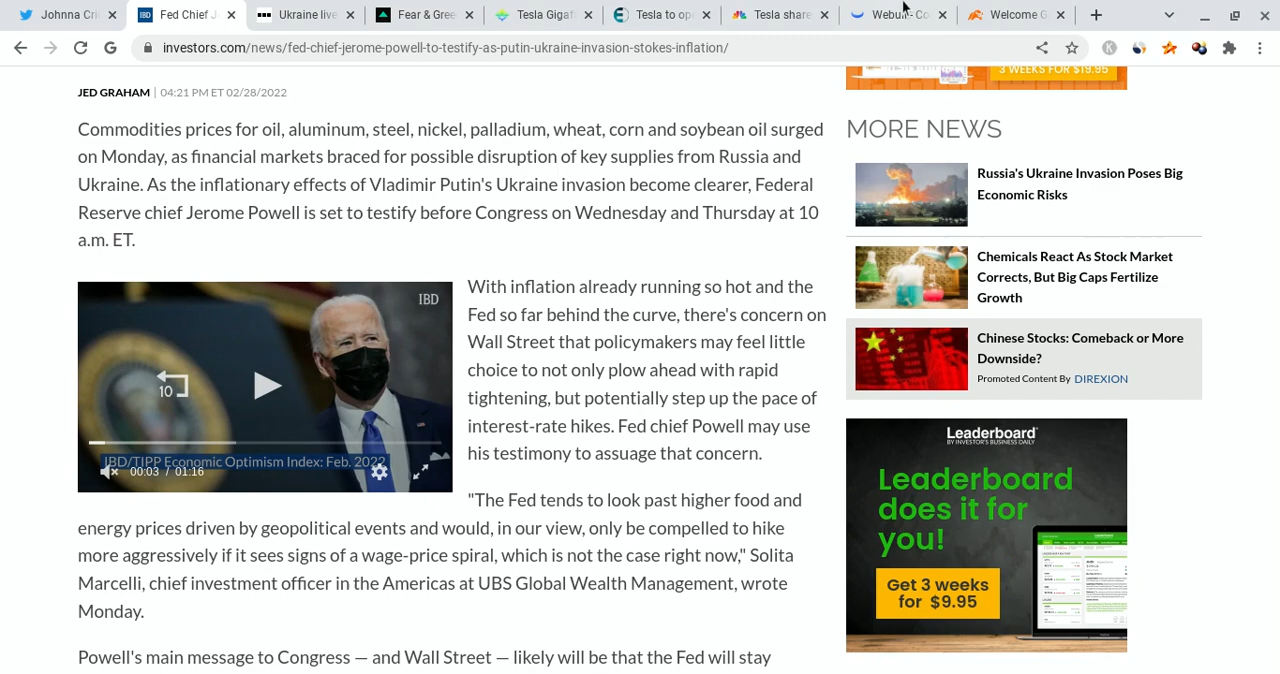 Johnna Cri
Fed Chief J
Ukraine live
Fear & Gree
Tesla Gigaf
Tesla to op
Tesla share
Webull - Co
Welcome G
investors.com/news/fed-chief-jerome-powell-to-testify-as-putin-ukraine-invasion-stokes-inflation/
JED GRAHAM | 04:21 PM ET 02/28/2022
Commodities prices for oil, aluminum, steel, nickel, palladium, wheat, corn and soybean oil surged
on Monday, as financial markets braced for possible disruption of key supplies from Russia and
Ukraine. As the inflationary effects of Vladimir Putin's Ukraine invasion become clearer, Federal
Reserve chief Jerome Powell is set to testify before Congress on Wednesday and Thursday at 10
a.m. ET.
IBD
10
IBD/TIPP Economic Optimism Index: Feb. 2022
00:03 / 01:16
With inflation already running so hot and the
Fed so far behind the curve, there's concern on
Wall Street that policymakers may feel little
choice to not only plow ahead with rapid
tightening, but potentially step up the pace of
interest-rate hikes. Fed chief Powell may use
his testimony to assuage that concern.
"The Fed tends to look past higher food and
energy prices driven by geopolitical events and would, in our view, only be compelled to hike
more aggressively if it sees signs of a wage-price spiral, which is not the case right now," Solita
Marcelli, chief investment officer in the Americas at UBS Global Wealth Management, wrote
Monday.
Powell's main message to Congress — and Wall Street — likely will be that the Fed will stay
3 WEEKS FOR $19.95
MORE NEWS
Russia's Ukraine Invasion Poses Big
Economic Risks
Chemicals React As Stock Market
Corrects, But Big Caps Fertilize
Growth
Chinese Stocks: Comeback or More
Downside?
Promoted Content By DIREXION
Leaderboard
BY INVESTOR'S BUSINESS DAILY
Leaderboard
does it for
you!
Get 3 weeks
for $9.95